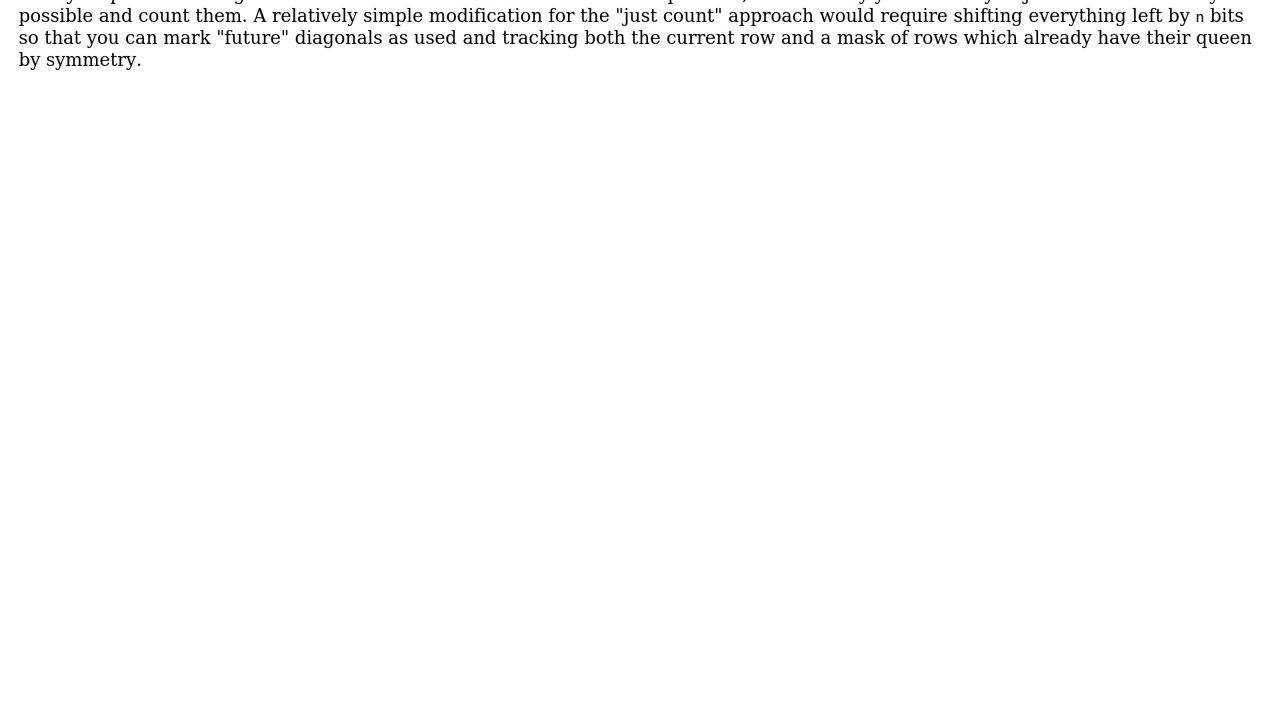 possible and count them. A relatively simple modification for the "just count" approach would require shifting everything left by n bits
so that you can mark "future" diagonals as used and tracking both the current row and a mask of rows which already have their queen
by symmetry.